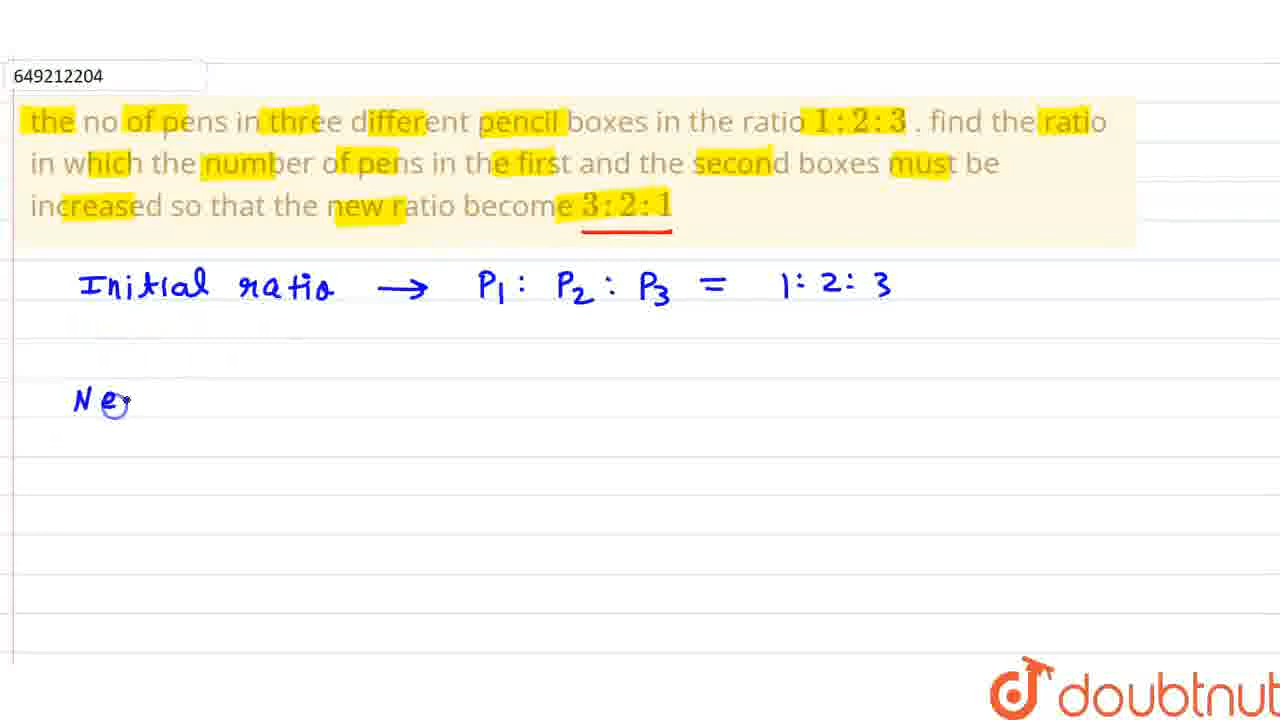 649212204
the no of pens in three different pencil boxes in the ratio 1 : 2 : 3 . find the ratio
in which the number of pens in the first and the second boxes must be
increased so that the new ratio become 3 : 2 : 1
Initial ratio → P1 : P2 : P3 = 1 : 2 : 3
Ne
doubtnut